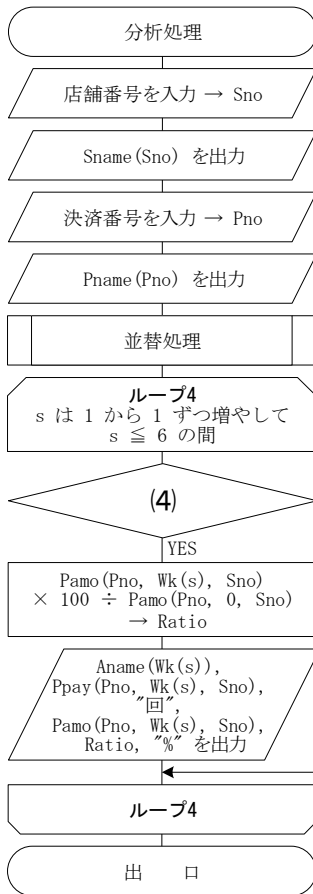 分析処理
店舗番号を入力 → Sno
Sname(Sno) を出力
決済番号を入力 → Pno
Pname(Pno) を出力
並替処理
ループ4
s は 1 から 1 ずつ増やして
s ≦ 6 の間
(4)
YES
Pamo(Pno, Wk(s), Sno)
× 100 ÷ Pamo(Pno, 0, Sno)
→ Ratio
Aname(Wk(s)),
Ppay(Pno, Wk(s), Sno),
"回",
Pamo(Pno, Wk(s), Sno),
Ratio, "%" を出力
ループ4
出 口